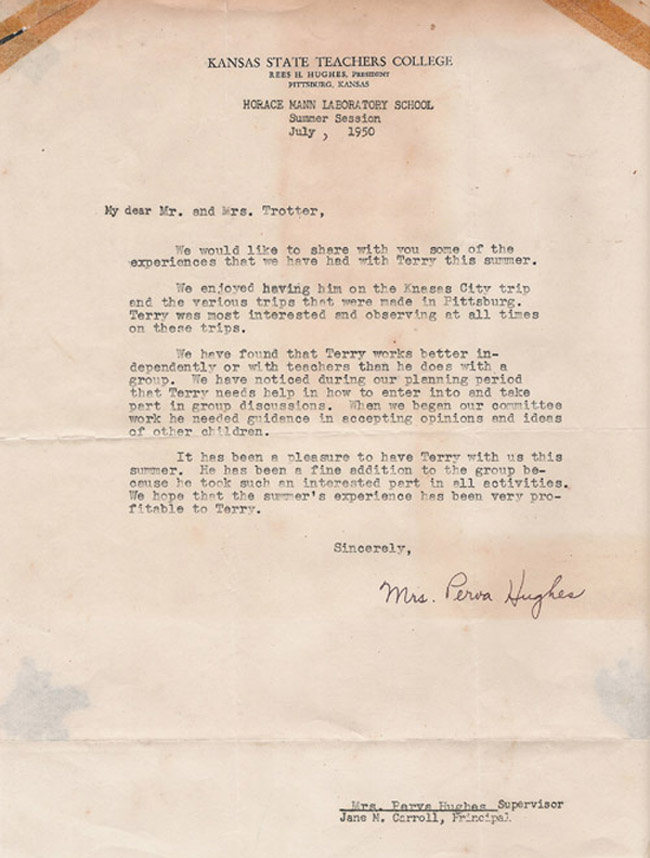 KANSAS STATE TEACHERS COLLEGE
REES H. HUGHES, PRESIDENT
PITTSBURG, KANSAS
HORACE MANN LABORATORY SCHOOL
Summer Session
July , 1950
My dear Mr. and Mrs. Trotter,
We would like to share with you some of the
experiences that we have had with Terry this summer.
We enjoyed having him on the Knasas City trip
and the various trips that were made in Pittsburg.
Terry was most interested and observing at all times
on these trips.
We have found that Terry works better in-
dependently or with teachers than he does with a
group. We have noticed during our planning period
that Terry needs help in how to enter into and take
part in group discussions. When we began our committee
work he needed guidance in accepting opinions and ideas
of other children.
It has been a pleasure to have Terry with us this
summer. He has been a fine addition to the group be-
cause he took such an interested part in all activities.
We hope that the summer's experience has been very pro-
fitable to Terry.
Sincerely,
Mrs. Perva Hughes
Mrs. Perva Hughes Supervisor
Jane M. Carroll, Principal